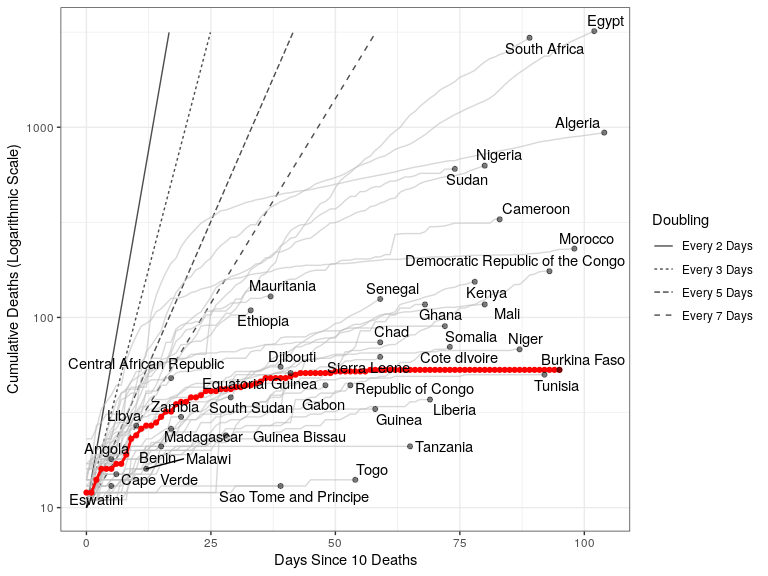 Egypt
South Africa
Algeria
Nigeria
Sudan
Cameroon
Morocco
Democratic Republic of the Congo
Mauritania
Senegal
Kenya
Ethiopia
Ghana
Mali
Chad
Somalia
Niger
Djibouti
Cote dIvoire
Burkina Faso
Central African Republic
Sierra Leone
Equatorial Guinea
Republic of Congo
Tunisia
Libya
Zambia
South Sudan
Gabon
Liberia
Guinea
Madagascar
Guinea Bissau
Tanzania
Angola
Benin
Malawi
Cape Verde
Togo
Eswatini
Sao Tome and Principe
1000
100
10
0
25
50
75
100
Days Since 10 Deaths
Cumulative Deaths (Logarithmic Scale)
Doubling
Every 2 Days
Every 3 Days
Every 5 Days
Every 7 Days